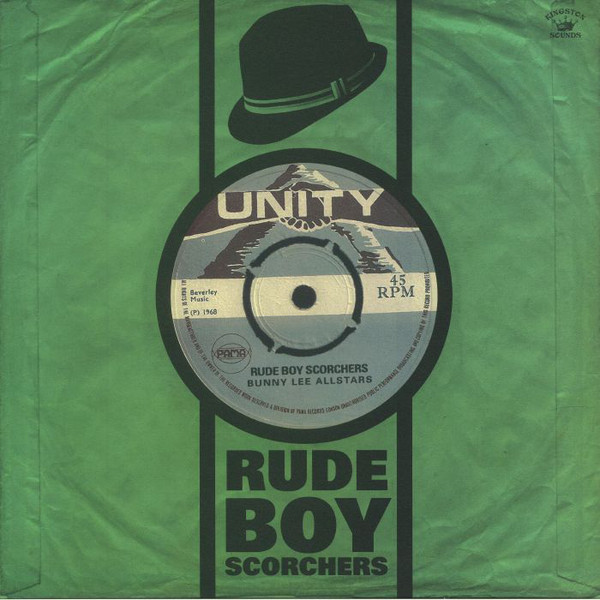 KINGSTON
SOUNDS
UNITY
45
RPM
Beverley
Music
(P) 1968
PAMA
RUDE BOY SCORCHERS
BUNNY LEE ALLSTARS
RUDE
BOY
SCORCHERS